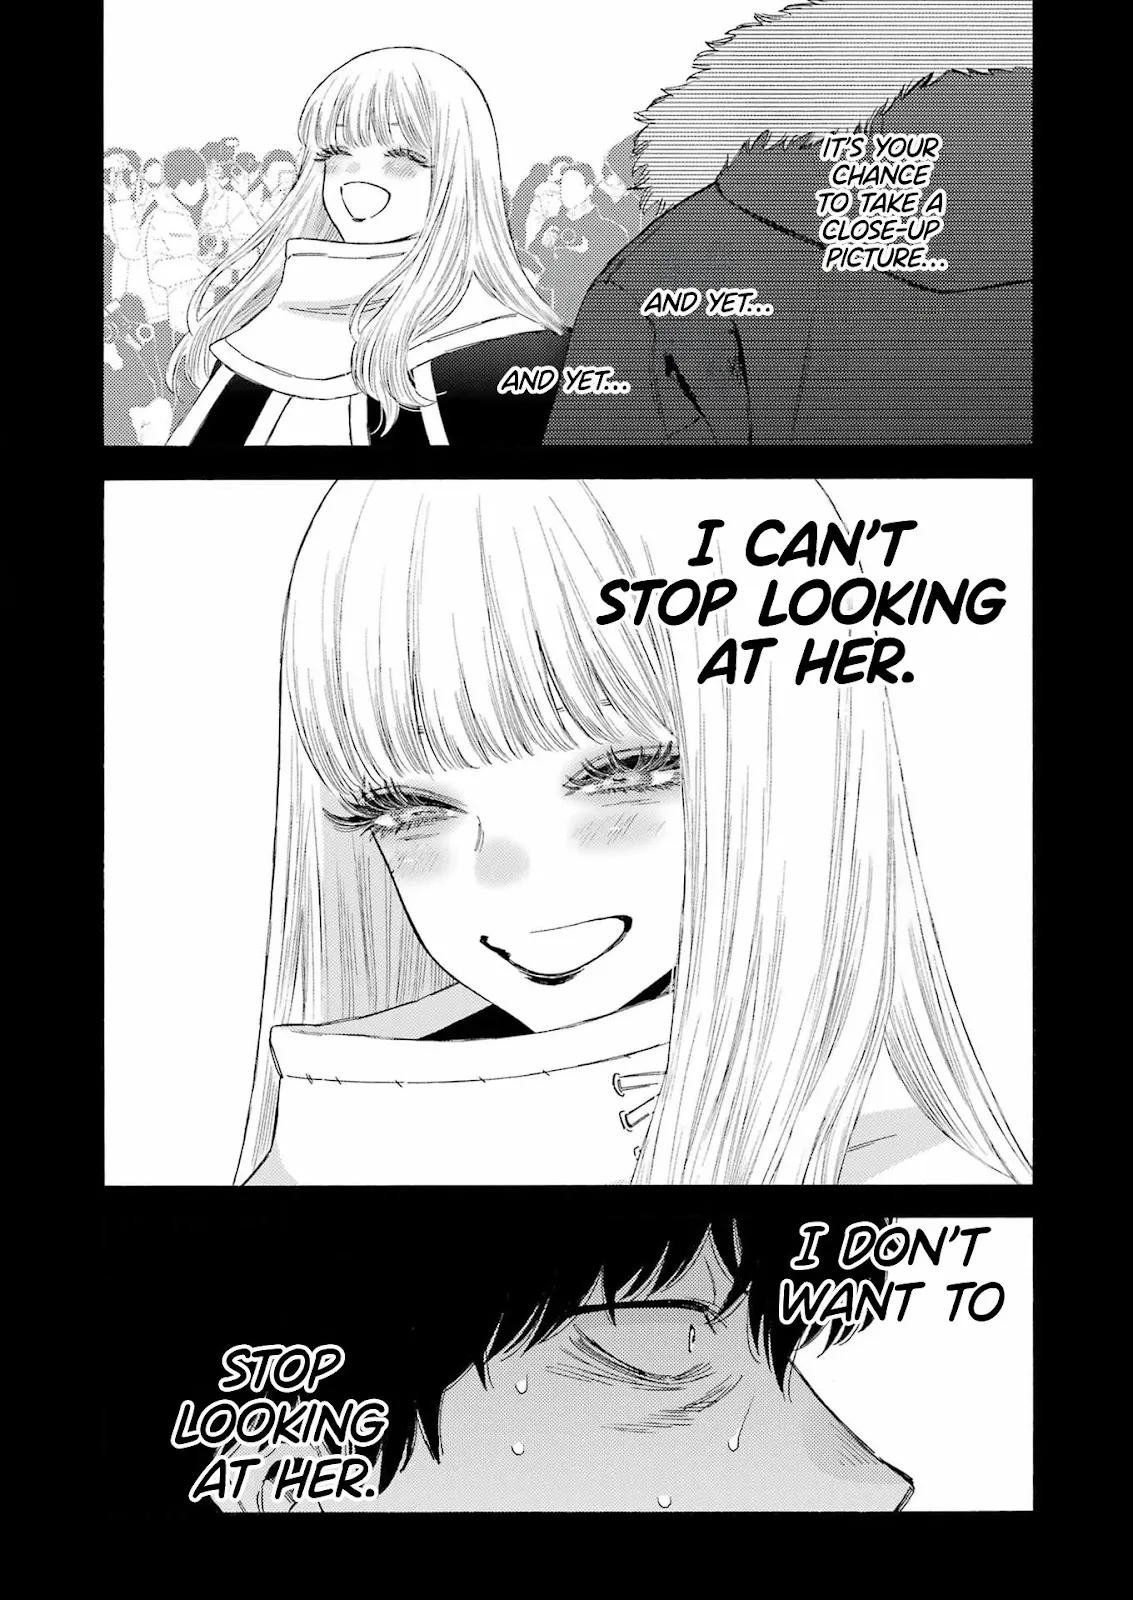 IT'S YOUR
CHANCE
TO TAKE A
CLOSE-UP
PICTURE...
AND YET...
AND YET...
I CAN'T
STOP LOOKING
AT HER.
I DON'T
WANT TO
STOP
LOOKING
AT HER.